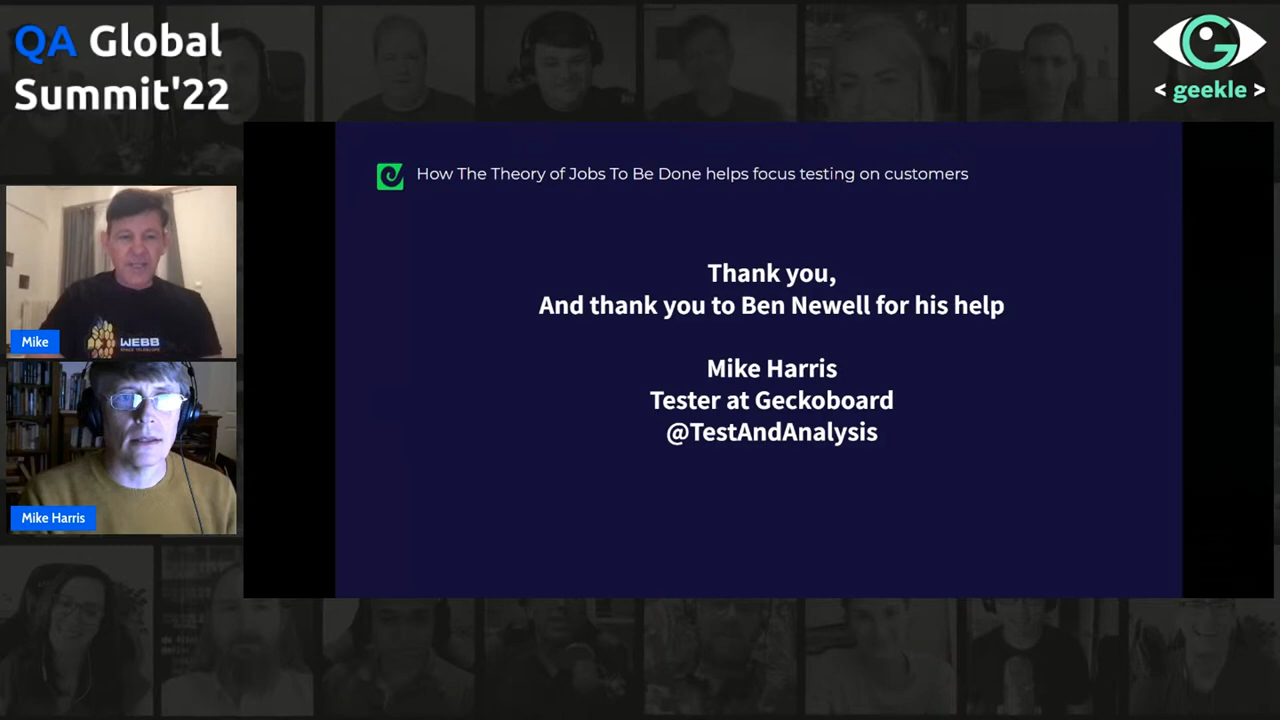 QA Global
Summit'22
< geekle >
How The Theory of Jobs To Be Done helps focus testing on customers
Thank you,
And thank you to Ben Newell for his help
Mike Harris
Tester at Geckoboard
@TestAndAnalysis
Mike
WEBB
Mike Harris